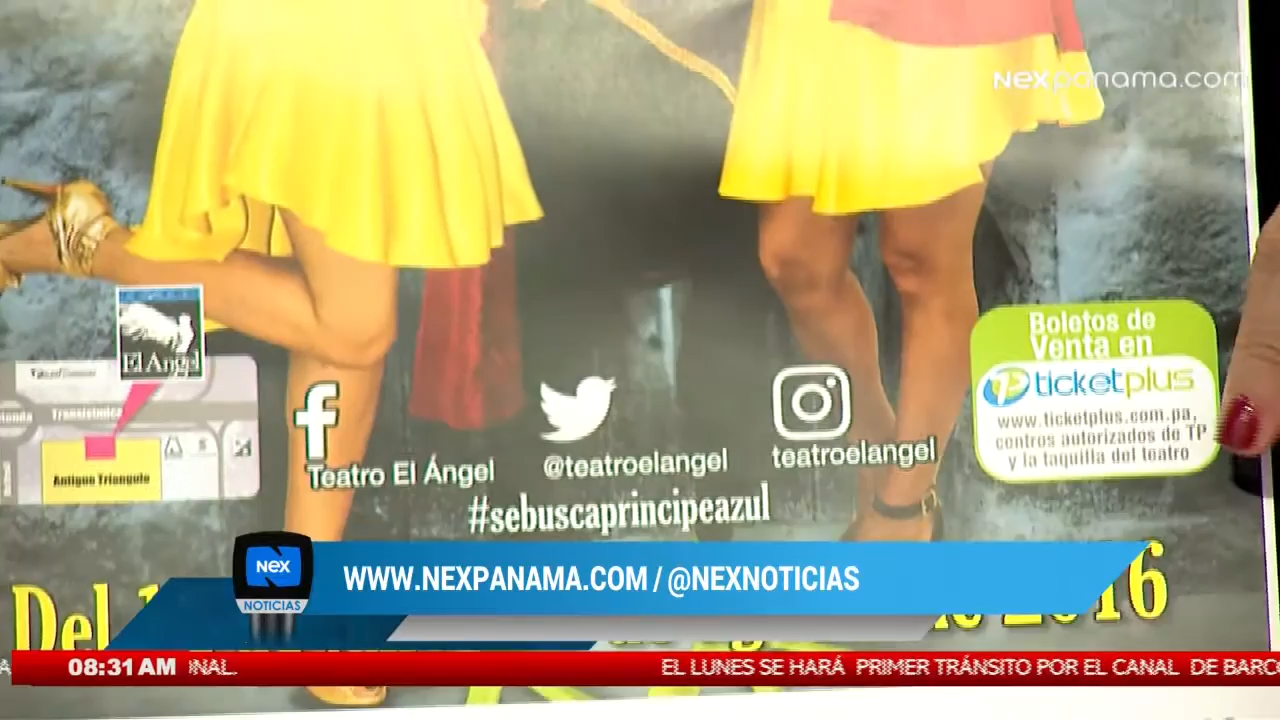 Nexpanama.com
Boletos de
Venta en
ticketplus
www.ticketplus.com.pa,
centros autorizados de TP
y la taquilla del teatro
El Angel
Transístmica
Antiguo Triangulo
Teatro El Ángel
@teatroelangel
teatroelangel
#sebuscaprincipeazul
Nex
NOTICIAS
WWW.NEXPANAMA.COM / @NEXNOTICIAS
Del
2016
08:31 AM
INAL.
EL LUNES SE HARÁ PRIMER TRÁNSITO POR EL CANAL DE BARCO